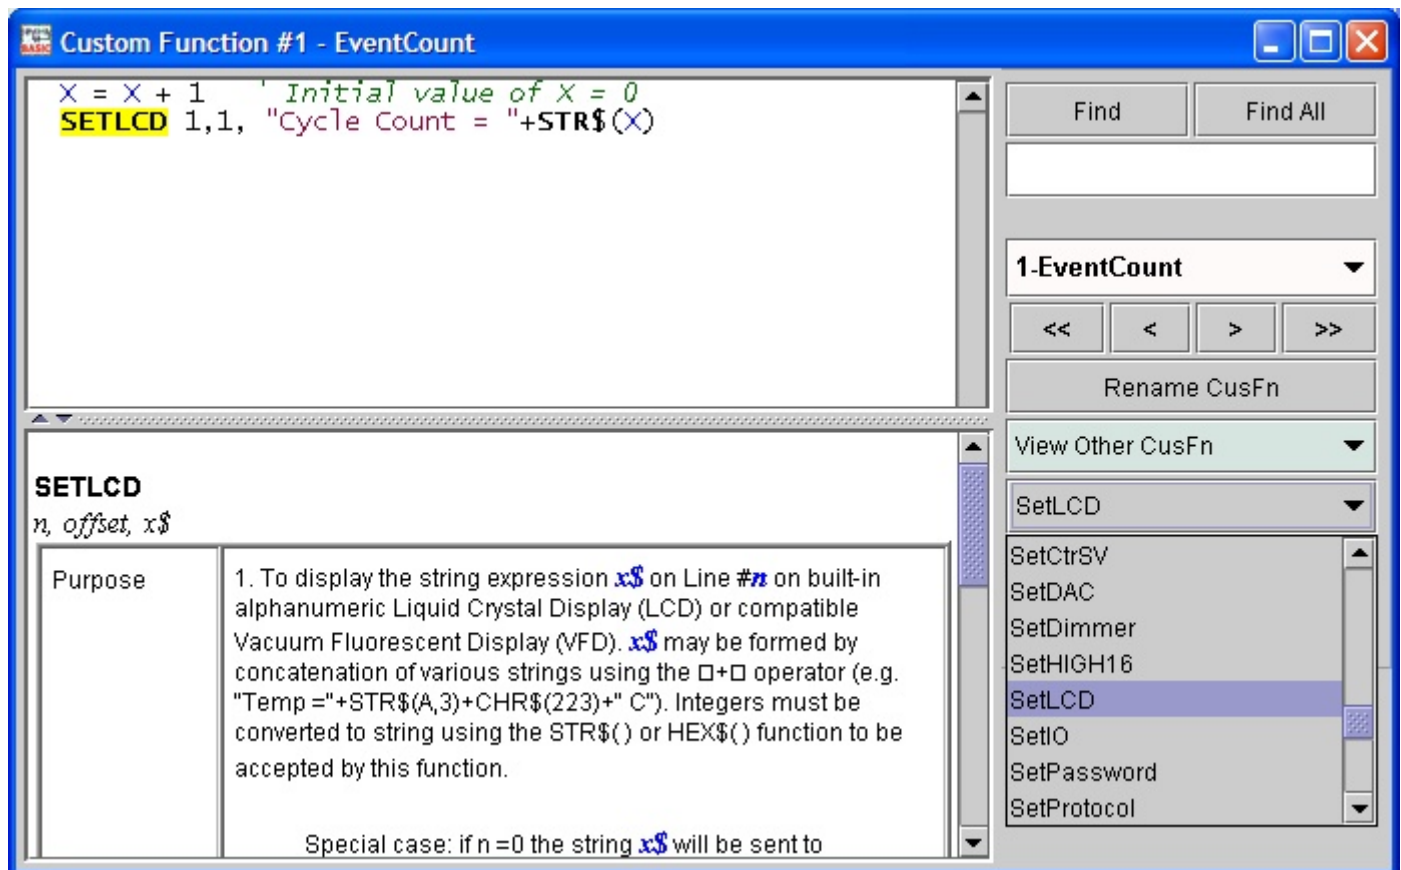 Custom Function #1 - EventCount
X = X + 1    ' Initial value of X = 0
SETLCD 1,1, "Cycle Count = "+STR$(X)
Find
Find All
1-EventCount
<<
<
>
>>
Rename CusFn
View Other CusFn
SetLCD
SetCtrSV
SetDAC
SetDimmer
SetHIGH16
SetLCD
SetIO
SetPassword
SetProtocol
SETLCD
n, offset, x$
Purpose
1. To display the string expression x$ on Line #n on built-in
alphanumeric Liquid Crystal Display (LCD) or compatible
Vacuum Fluorescent Display (VFD). x$ may be formed by
concatenation of various strings using the □+□ operator (e.g.
"Temp ="+STR$(A,3)+CHR$(223)+" C"). Integers must be
converted to string using the STR$( ) or HEX$( ) function to be
accepted by this function.
Special case: if n =0 the string x$ will be sent to